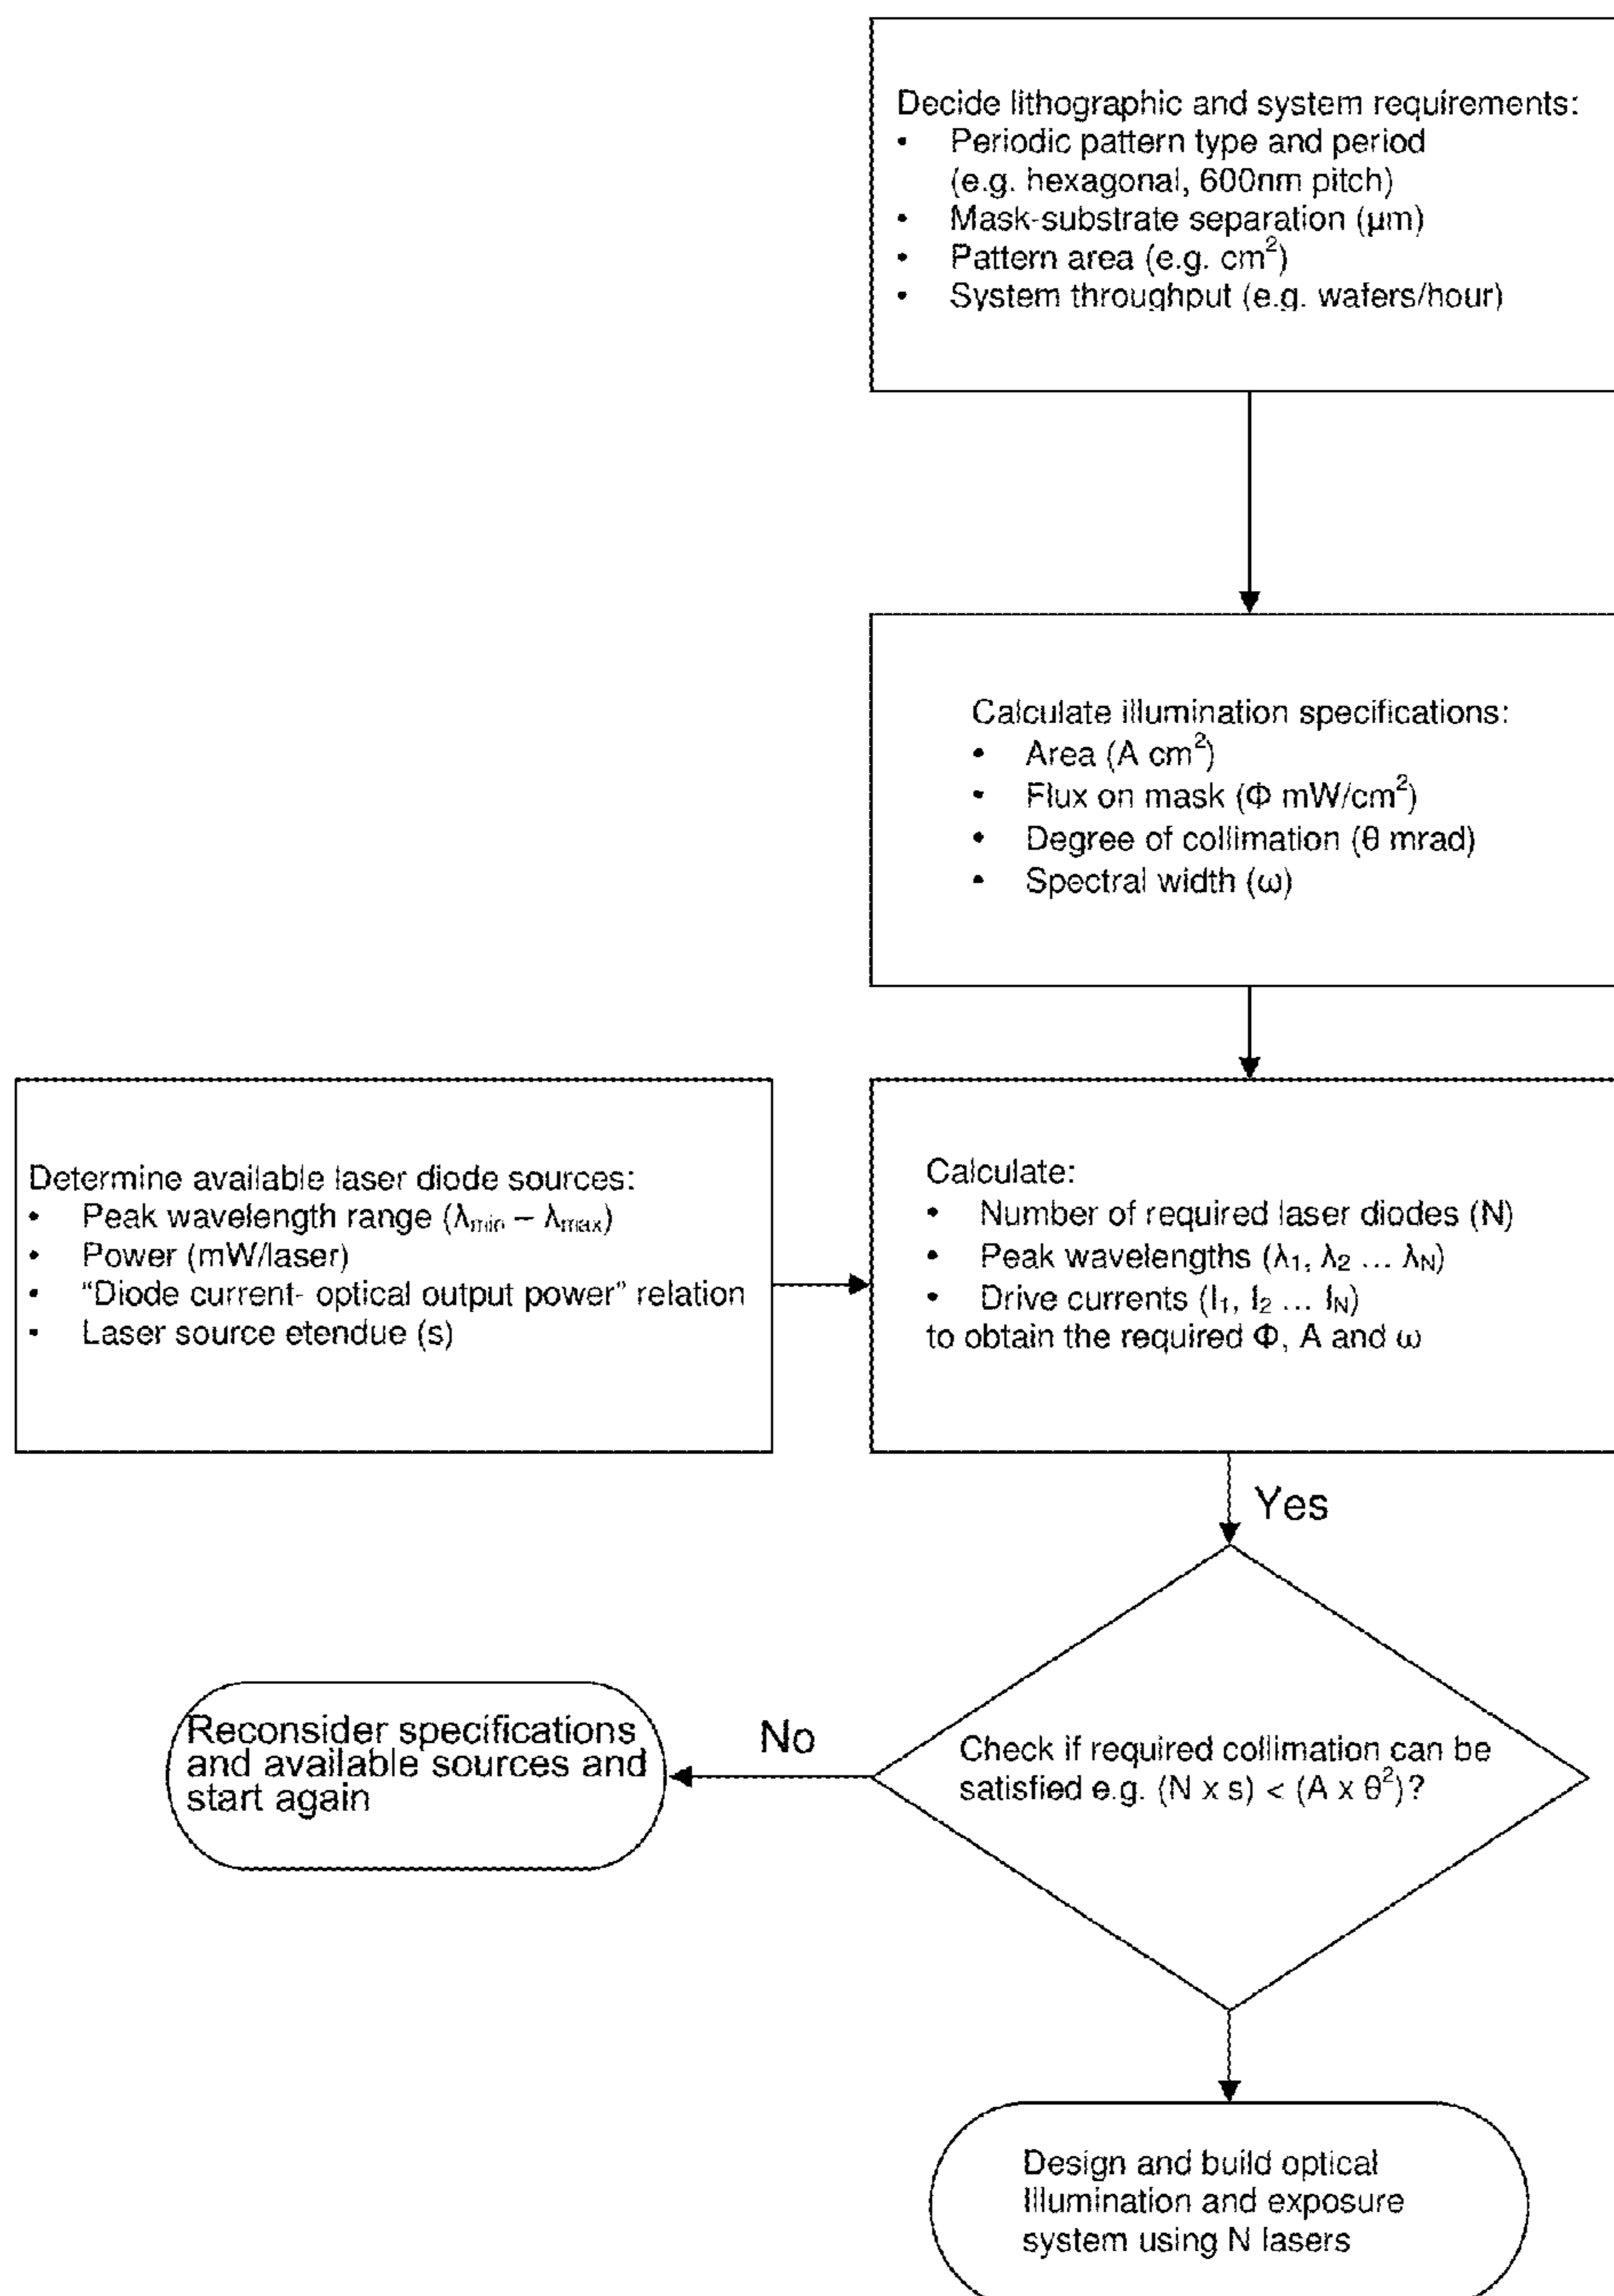 Decide lithographic and system requirements:
• Periodic pattern type and period
(e.g. hexagonal, 600nm pitch)
• Mask-substrate separation (µm)
• Pattern area (e.g. cm²)
• System throughput (e.g. wafers/hour)
Calculate illumination specifications:
• Area (A cm²)
• Flux on mask (Φ mW/cm²)
• Degree of collimation (θ mrad)
• Spectral width (ω)
Determine available laser diode sources:
• Peak wavelength range (λmin – λmax)
• Power (mW/laser)
• “Diode current- optical output power” relation
• Laser source etendue (s)
Calculate:
• Number of required laser diodes (N)
• Peak wavelengths (λ₁, λ₂ ... λN)
• Drive currents (I₁, I₂ ... IN)
to obtain the required Φ, A and ω
Yes
Check if required collimation can be
satisfied e.g. (N x s) < (A x θ²)?
No
Reconsider specifications
and available sources and
start again
Design and build optical
Illumination and exposure
system using N lasers